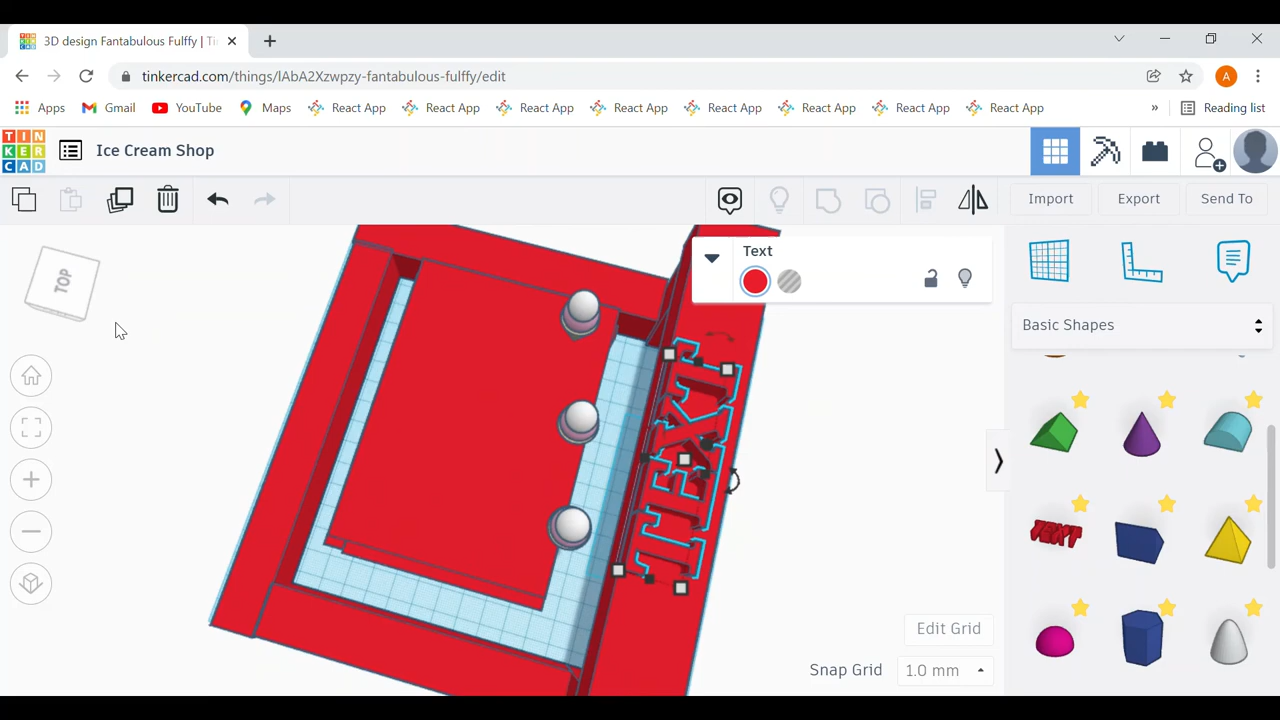 3D design Fantabulous Fulffy | Ti
tinkercad.com/things/lAbA2Xzwpzy-fantabulous-fulffy/edit
A
Apps Gmail YouTube Maps React App React App React App React App React App React App React App React App » Reading list
TIN
KER
CAD
Ice Cream Shop
Import Export Send To
TOP
Text
Basic Shapes
TEXT
TEXT
Edit Grid
Snap Grid 1.0 mm